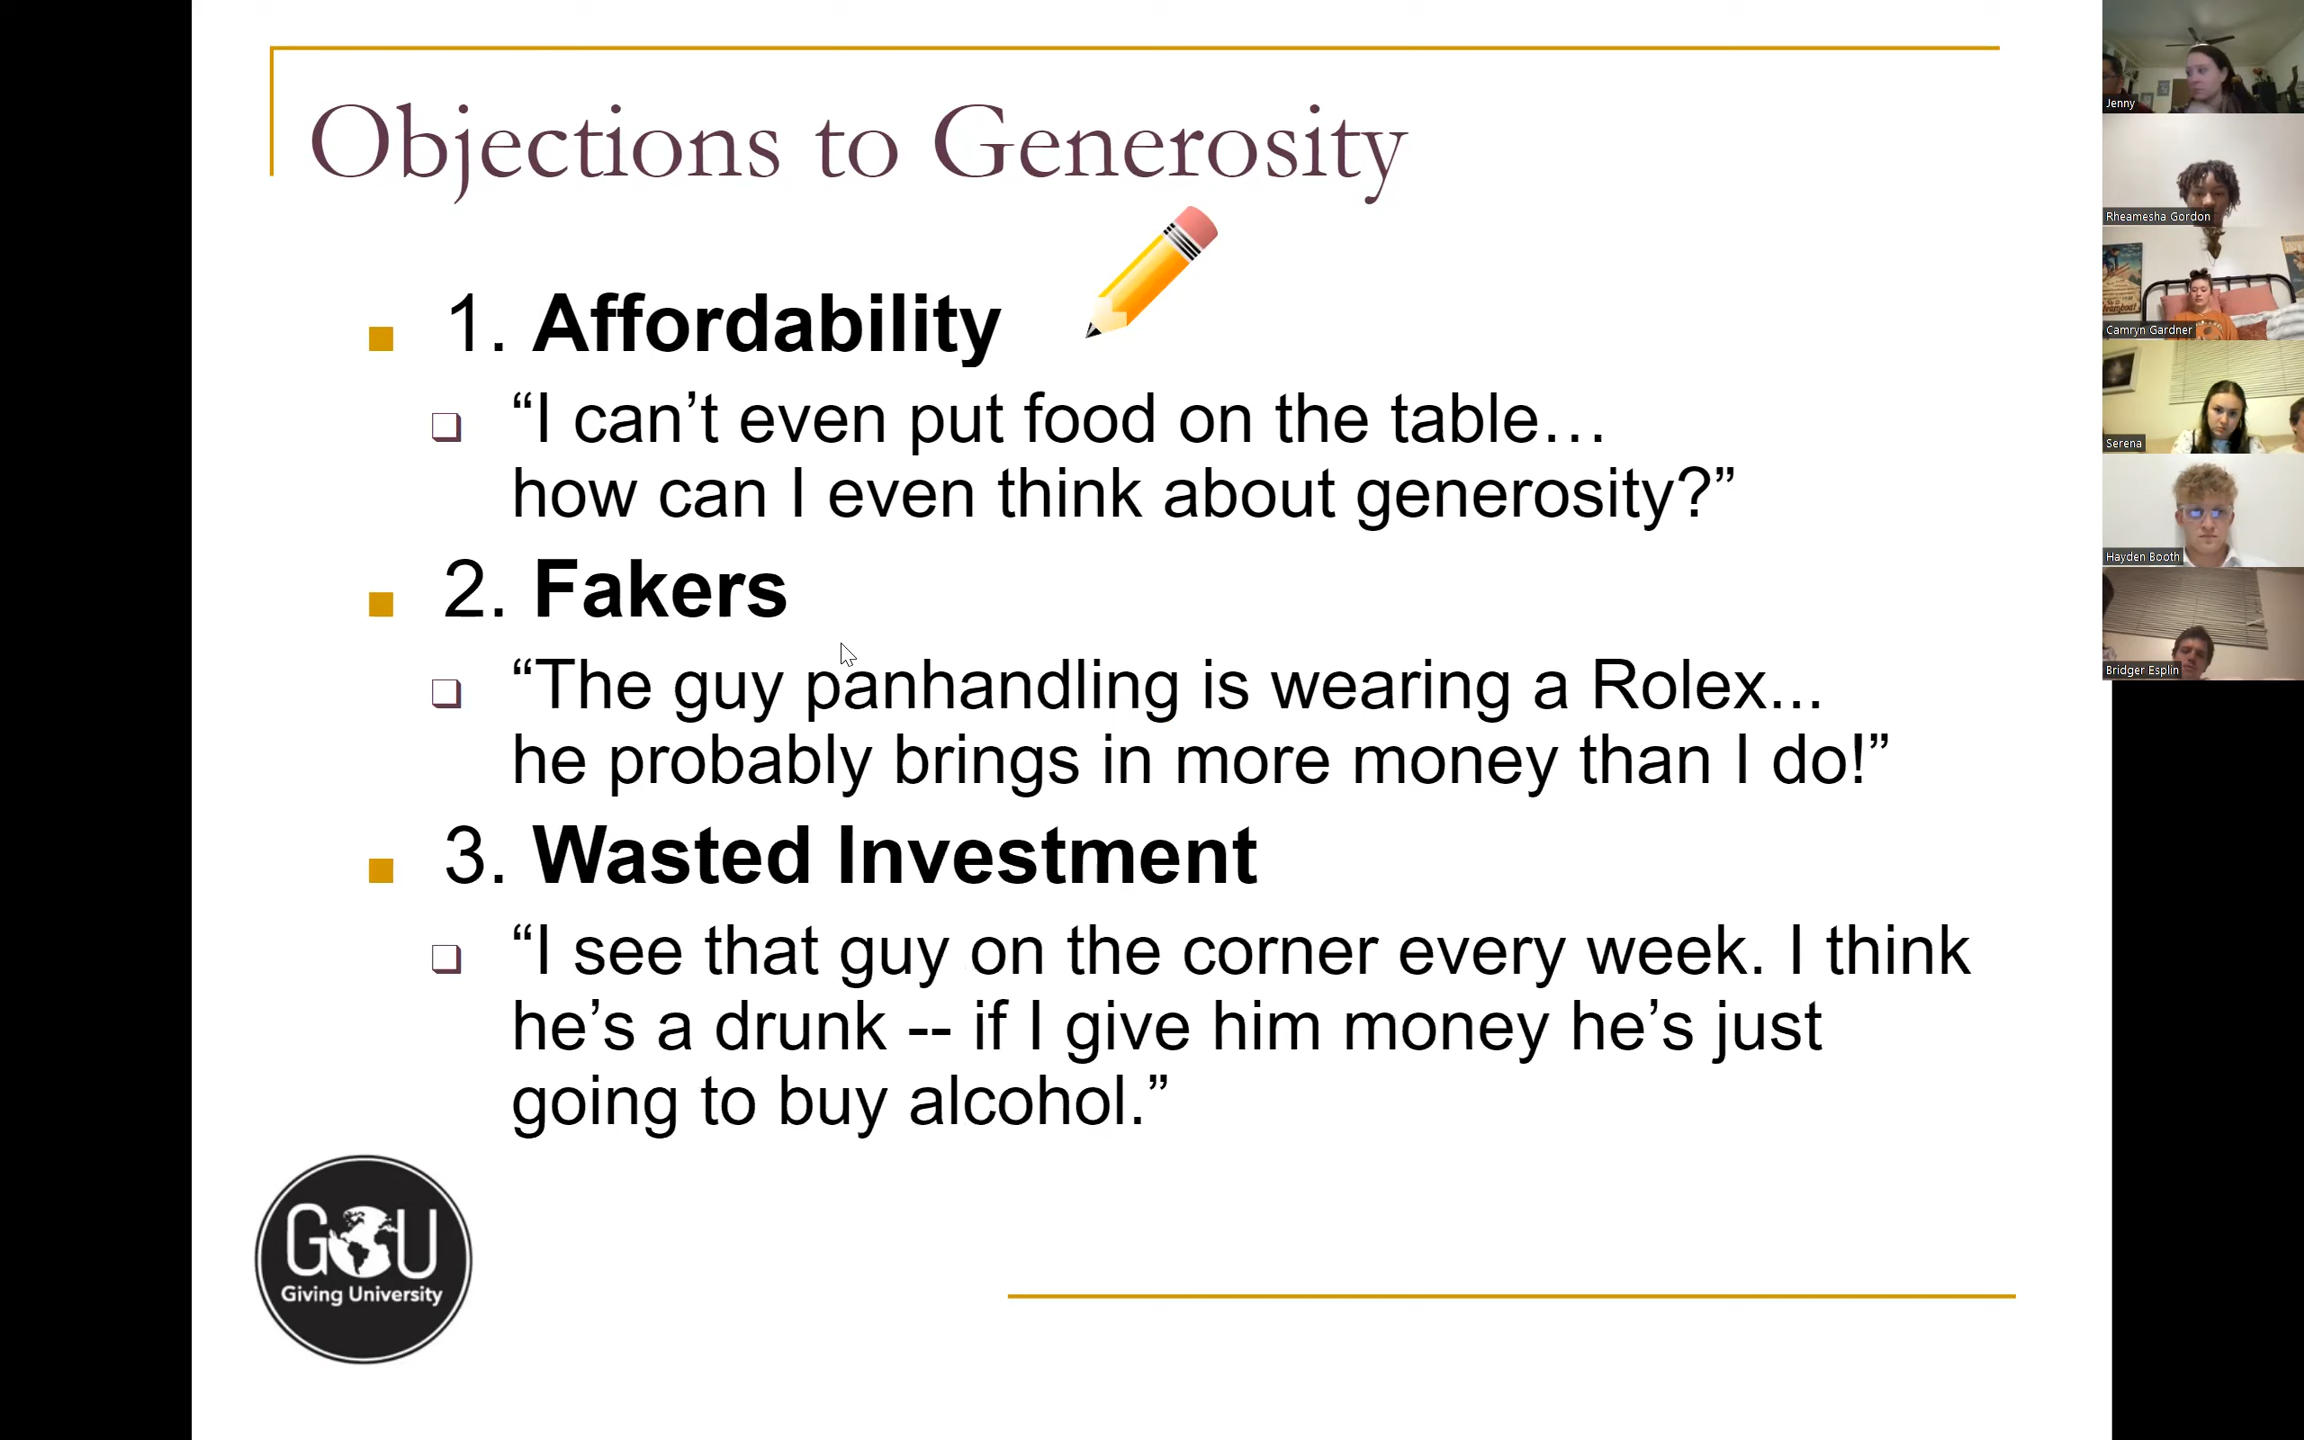 Objections to Generosity
1. Affordability
“I can’t even put food on the table…
how can I even think about generosity?”
2. Fakers
“The guy panhandling is wearing a Rolex...
he probably brings in more money than I do!”
3. Wasted Investment
“I see that guy on the corner every week. I think
he’s a drunk -- if I give him money he’s just
going to buy alcohol.”
GU
Giving University
Jenny
Rheamesha Gordon
Camryn Gardner
Serena
Hayden Booth
Bridger Esplin